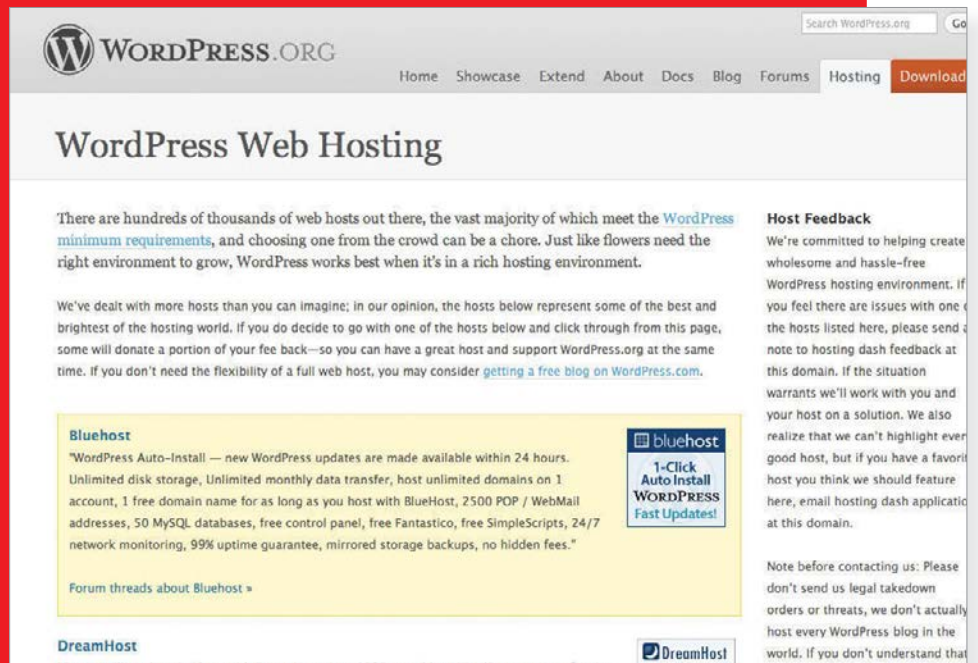 Search WordPress.org
WORDPRESS.ORG
Home Showcase Extend About Docs Blog Forums Hosting Download
WordPress Web Hosting
There are hundreds of thousands of web hosts out there, the vast majority of which meet the WordPress
minimum requirements, and choosing one from the crowd can be a chore. Just like flowers need the
right environment to grow, WordPress works best when it's in a rich hosting environment.
We've dealt with more hosts than you can imagine; in our opinion, the hosts below represent some of the best and
brightest of the hosting world. If you do decide to go with one of the hosts below and click through from this page,
some will donate a portion of your fee back—so you can have a great host and support WordPress.org at the same
time. If you don't need the flexibility of a full web host, you may consider getting a free blog on WordPress.com.
Bluehost
"WordPress Auto-Install — new WordPress updates are made available within 24 hours.
Unlimited disk storage, Unlimited monthly data transfer, host unlimited domains on 1
account, 1 free domain name for as long as you host with BlueHost, 2500 POP / WebMail
addresses, 50 MySQL databases, free control panel, free Fantastico, free SimpleScripts, 24/7
network monitoring, 99% uptime guarantee, mirrored storage backups, no hidden fees."
Forum threads about Bluehost »
bluehost
1-Click
Auto Install
WORDPRESS
Fast Updates!
DreamHost
DreamHost
Host Feedback
We're committed to helping create
wholesome and hassle-free
WordPress hosting environment. If
you feel there are issues with one
the hosts listed here, please send a
note to hosting dash feedback at
this domain. If the situation
warrants we'll work with you and
your host on a solution. We also
realize that we can't highlight ever
good host, but if you have a favorit
host you think we should feature
here, email hosting dash applicatio
at this domain.
Note before contacting us: Please
don't send us legal takedown
orders or threats, we don't actually
host every WordPress blog in the
world. If you don't understand that